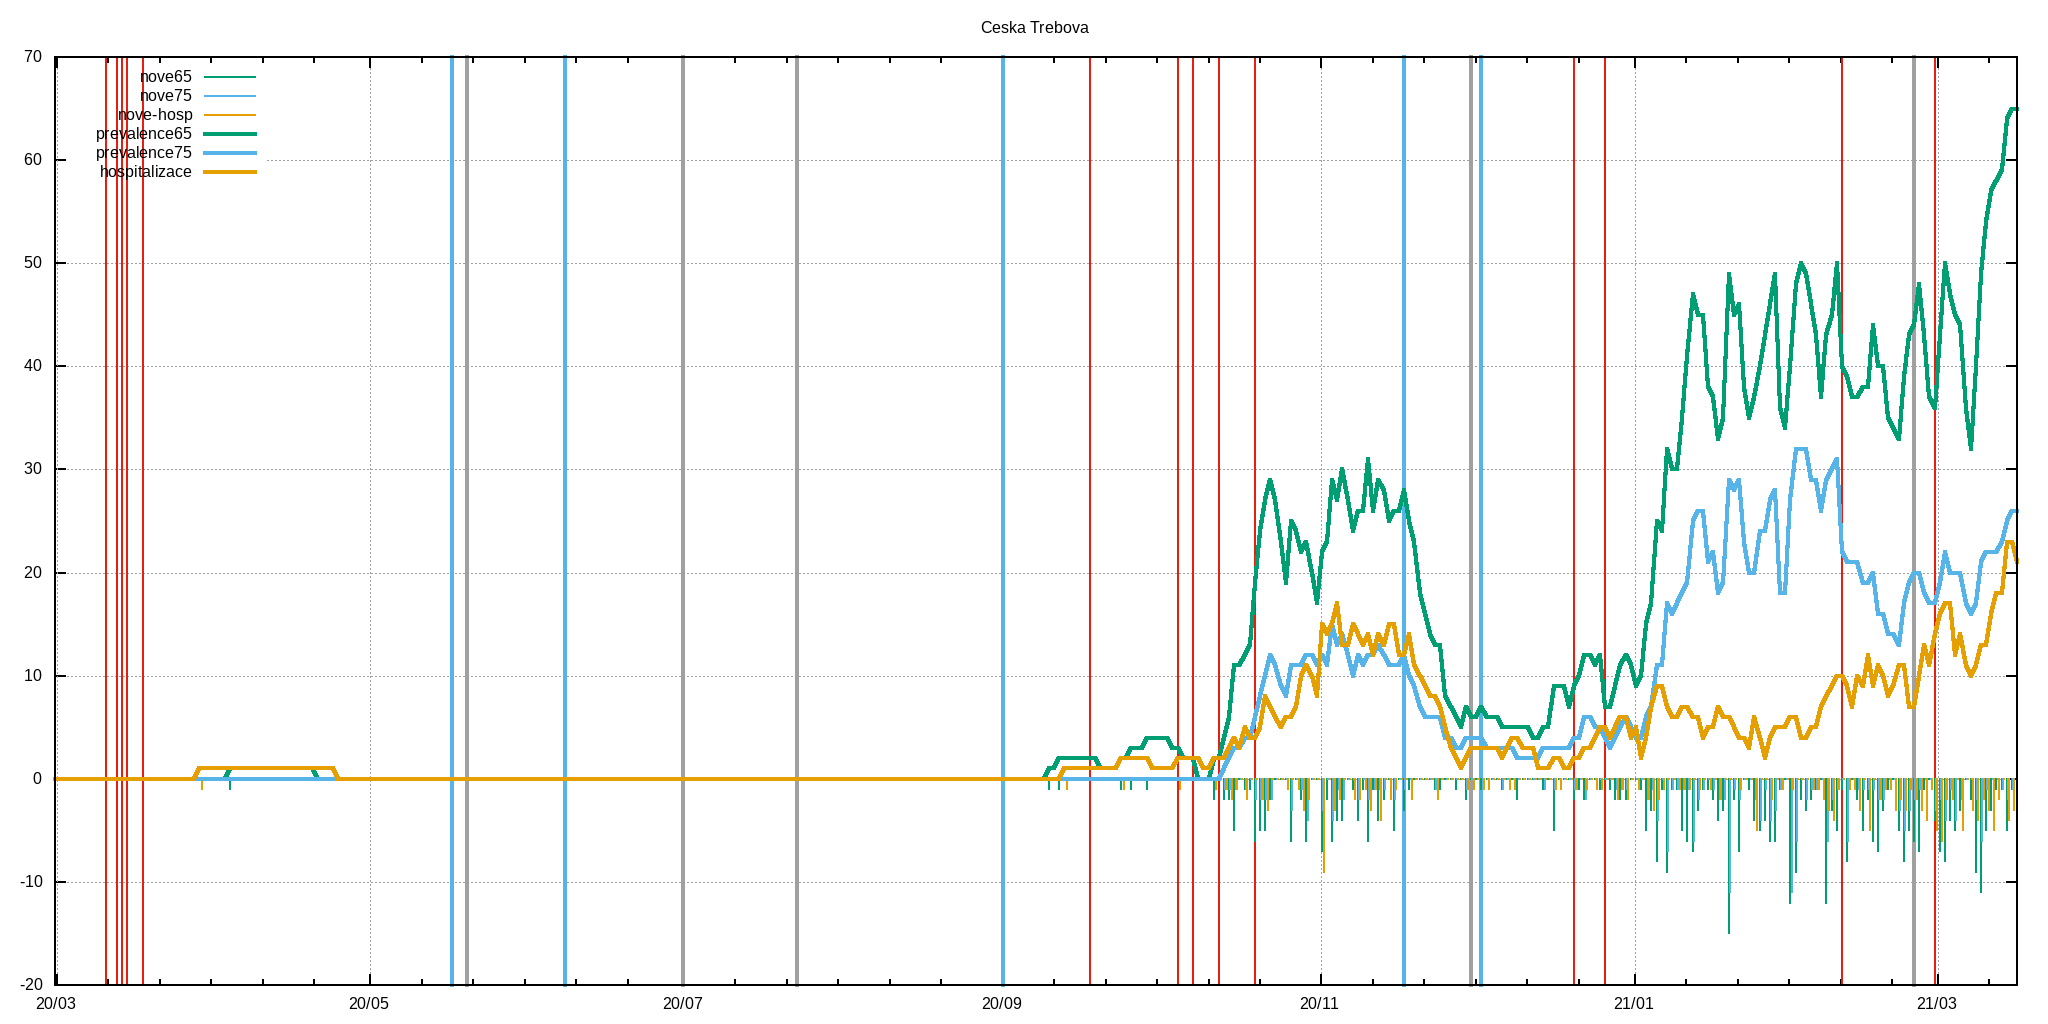 Ceska Trebova
70
60
50
40
30
20
10
0
-10
-20
nove65
nove75
nove-hosp
prevalence65
prevalence75
hospitalizace
20/03 20/05 20/07 20/09 20/11 21/01 21/03